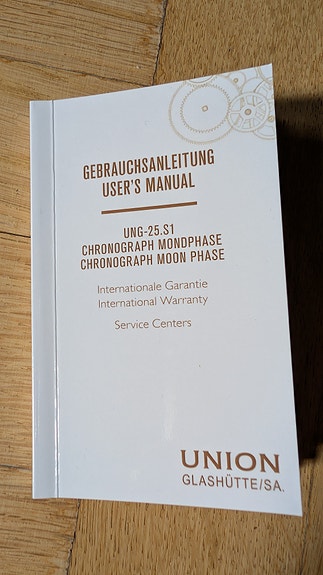 GEBRAUCHSANLEITUNG
USER'S MANUAL
UNG-25.S1
CHRONOGRAPH MONDPHASE
CHRONOGRAPH MOON PHASE
Internationale Garantie
International Warranty
Service Centers
UNION
GLASHÜTTE/SA.